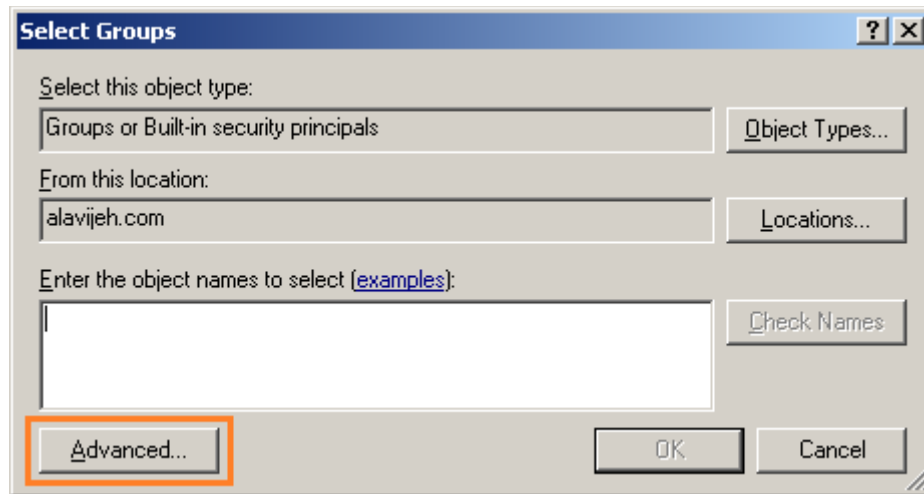 Select Groups
Select this object type:
Groups or Built-in security principals
Object Types...
From this location:
alavijeh.com
Locations...
Enter the object names to select (examples):
Check Names
Advanced...
OK
Cancel